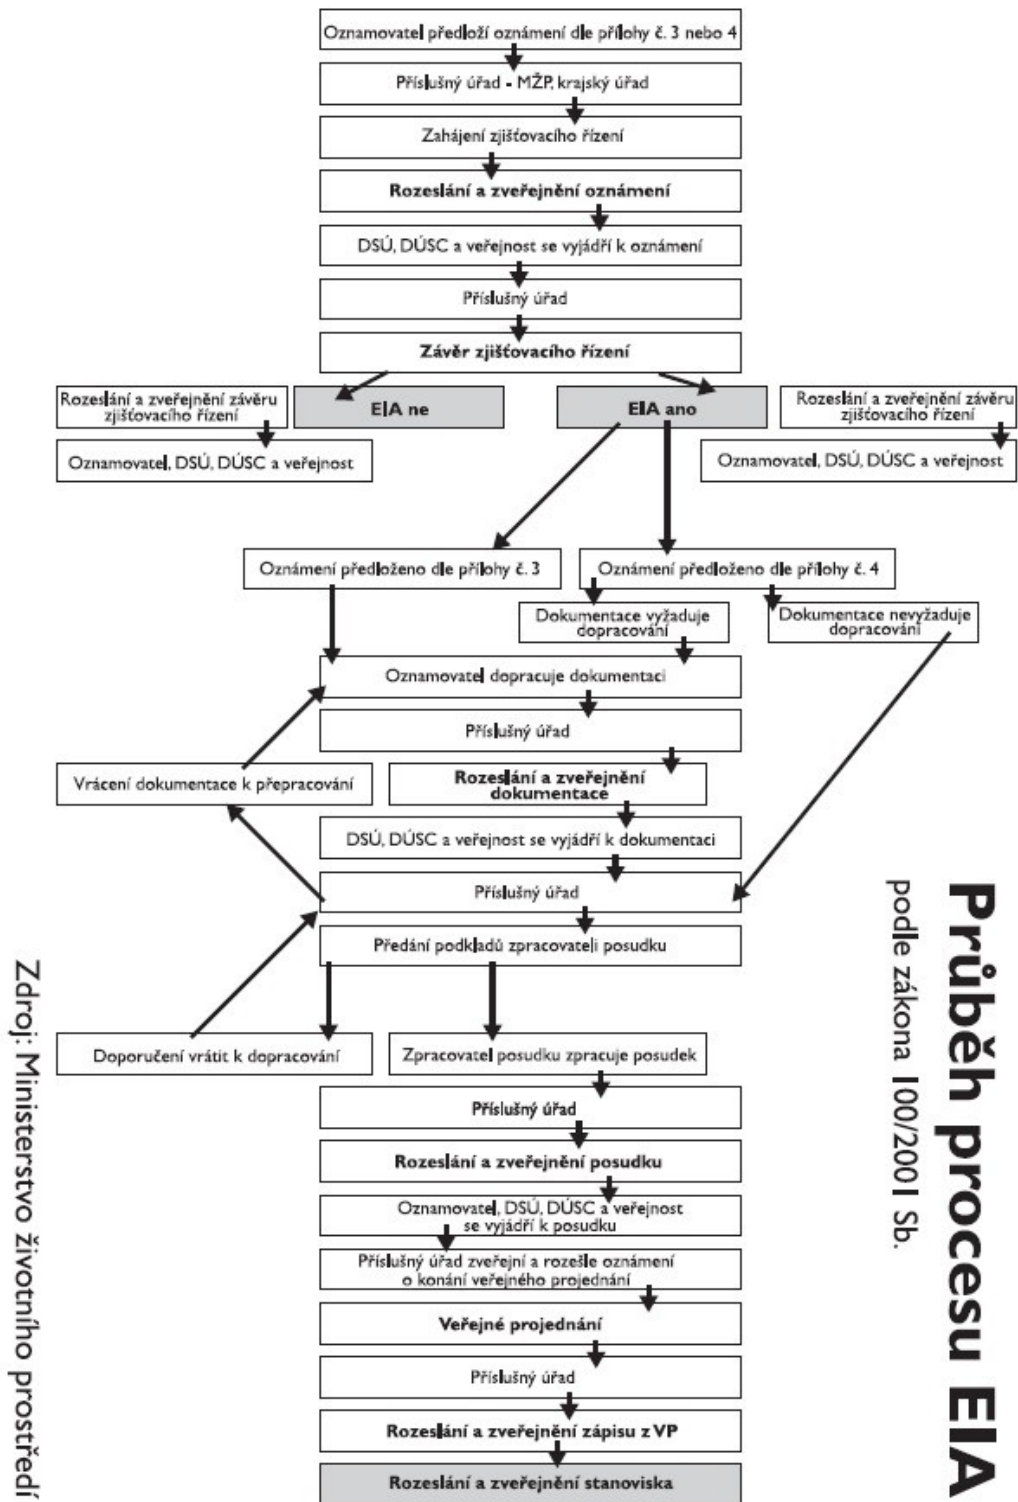 Oznamovatel předloží oznámení dle přílohy č. 3 nebo 4
Příslušný úřad - MŽP, krajský úřad
Zahájení zjišťovacího řízení
Rozeslání a zveřejnění oznámení
DSÚ, DÚSC a veřejnost se vyjádří k oznámení
Příslušný úřad
Závěr zjišťovacího řízení
Rozeslání a zveřejnění závěru
zjišťovacího řízení
EIA ne
EIA ano
Rozeslání a zveřejnění závěru
zjišťovacího řízení
Oznamovatel, DSÚ, DÚSC a veřejnost
Oznamovatel, DSÚ, DÚSC a veřejnost
Oznámení předloženo dle přílohy č. 3
Oznámení předloženo dle přílohy č. 4
Dokumentace vyžaduje
dopracování
Dokumentace nevyžaduje
dopracování
Oznamovatel dopracuje dokumentaci
Příslušný úřad
Vrácení dokumentace k přepracování
Rozeslání a zveřejnění
dokumentace
DSÚ, DÚSC a veřejnost se vyjádří k dokumentaci
Příslušný úřad
Předání podkladů zpracovateli posudku
Doporučení vrátit k dopracování
Zpracovatel posudku zpracuje posudek
Příslušný úřad
Rozeslání a zveřejnění posudku
Oznamovatel, DSÚ, DÚSC a veřejnost
se vyjádří k posudku
Příslušný úřad zveřejní a rozešle oznámení
o konání veřejného projednání
Veřejné projednání
Příslušný úřad
Rozeslání a zveřejnění zápisu z VP
Rozeslání a zveřejnění stanoviska
Průběh procesu EIA
podle zákona 100/2001 Sb.
Zdroj: Ministerstvo životního prostředí